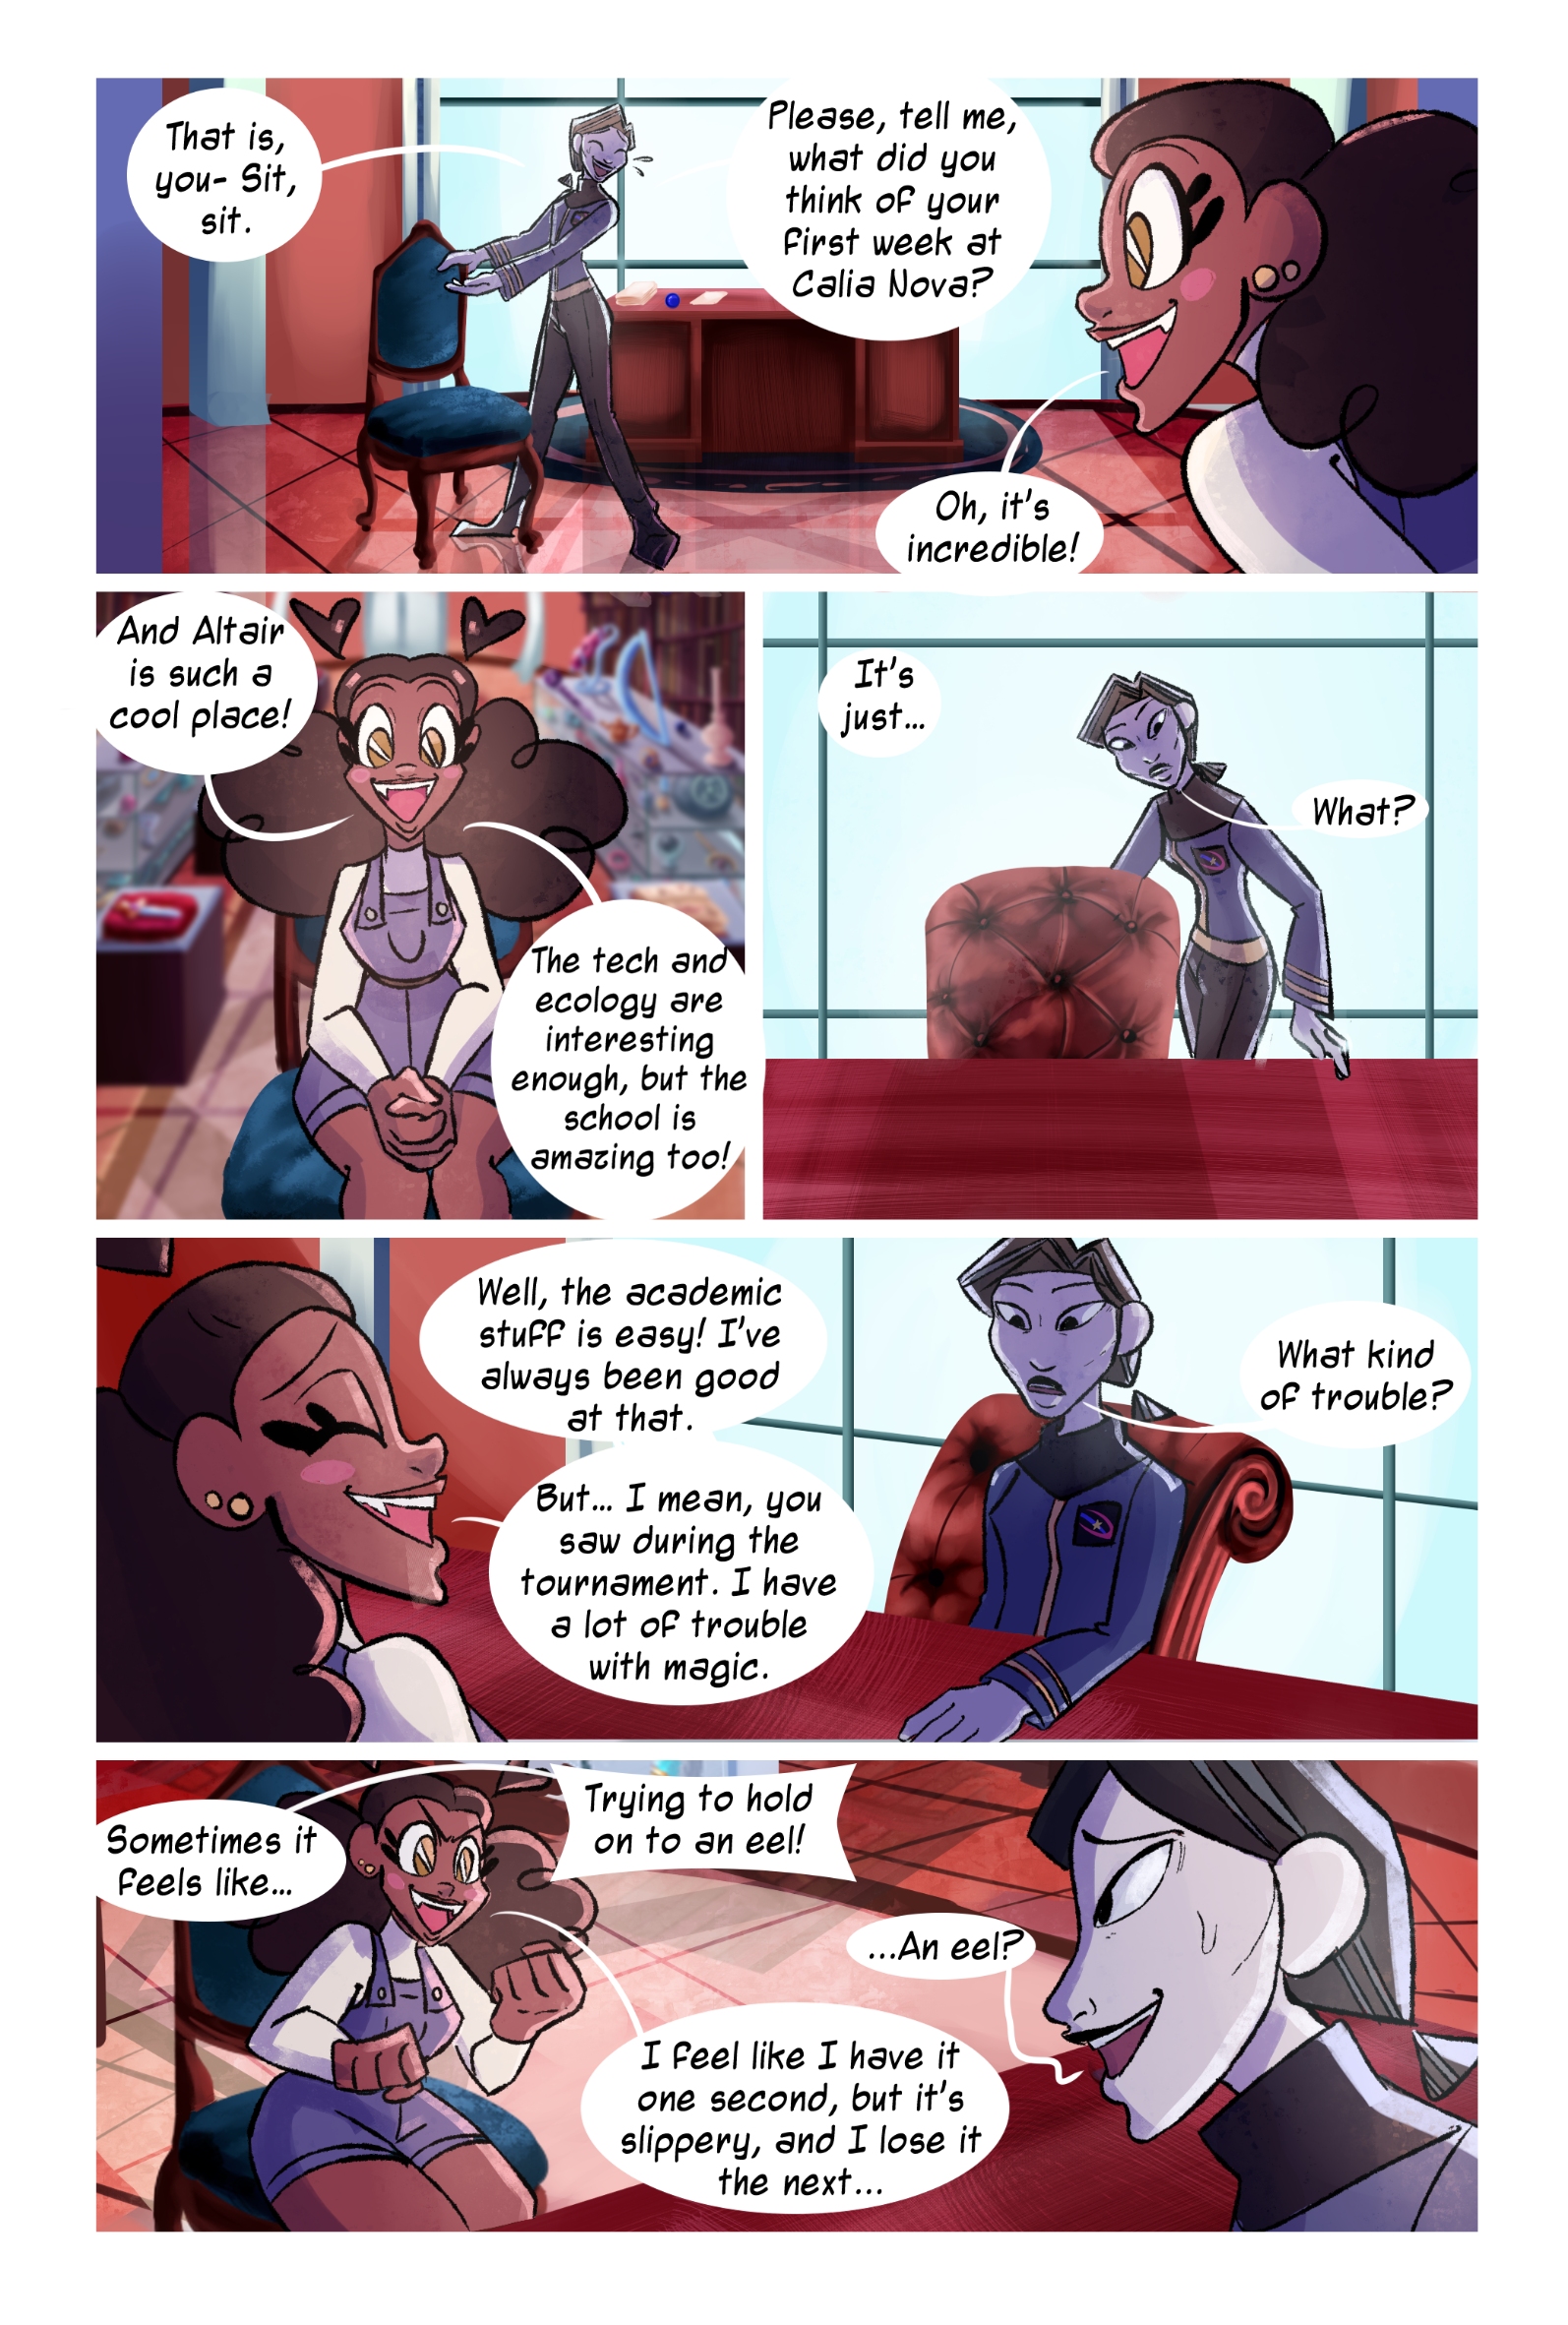 That is,
you- Sit,
sit.
Please, tell me,
what did you
think of your
first week at
Calia Nova?
Oh, it's
incredible!
And Altair
is such a
cool place!
The tech and
ecology are
interesting
enough, but the
school is
amazing too!
It's
just...
What?
Well, the academic
stuff is easy! I've
always been good
at that.
But... I mean, you
saw during the
tournament. I have
a lot of trouble
with magic.
What kind
of trouble?
Sometimes it
feels like...
Trying to hold
on to an eel!
...An eel?
I feel like I have it
one second, but it's
slippery, and I lose it
the next...